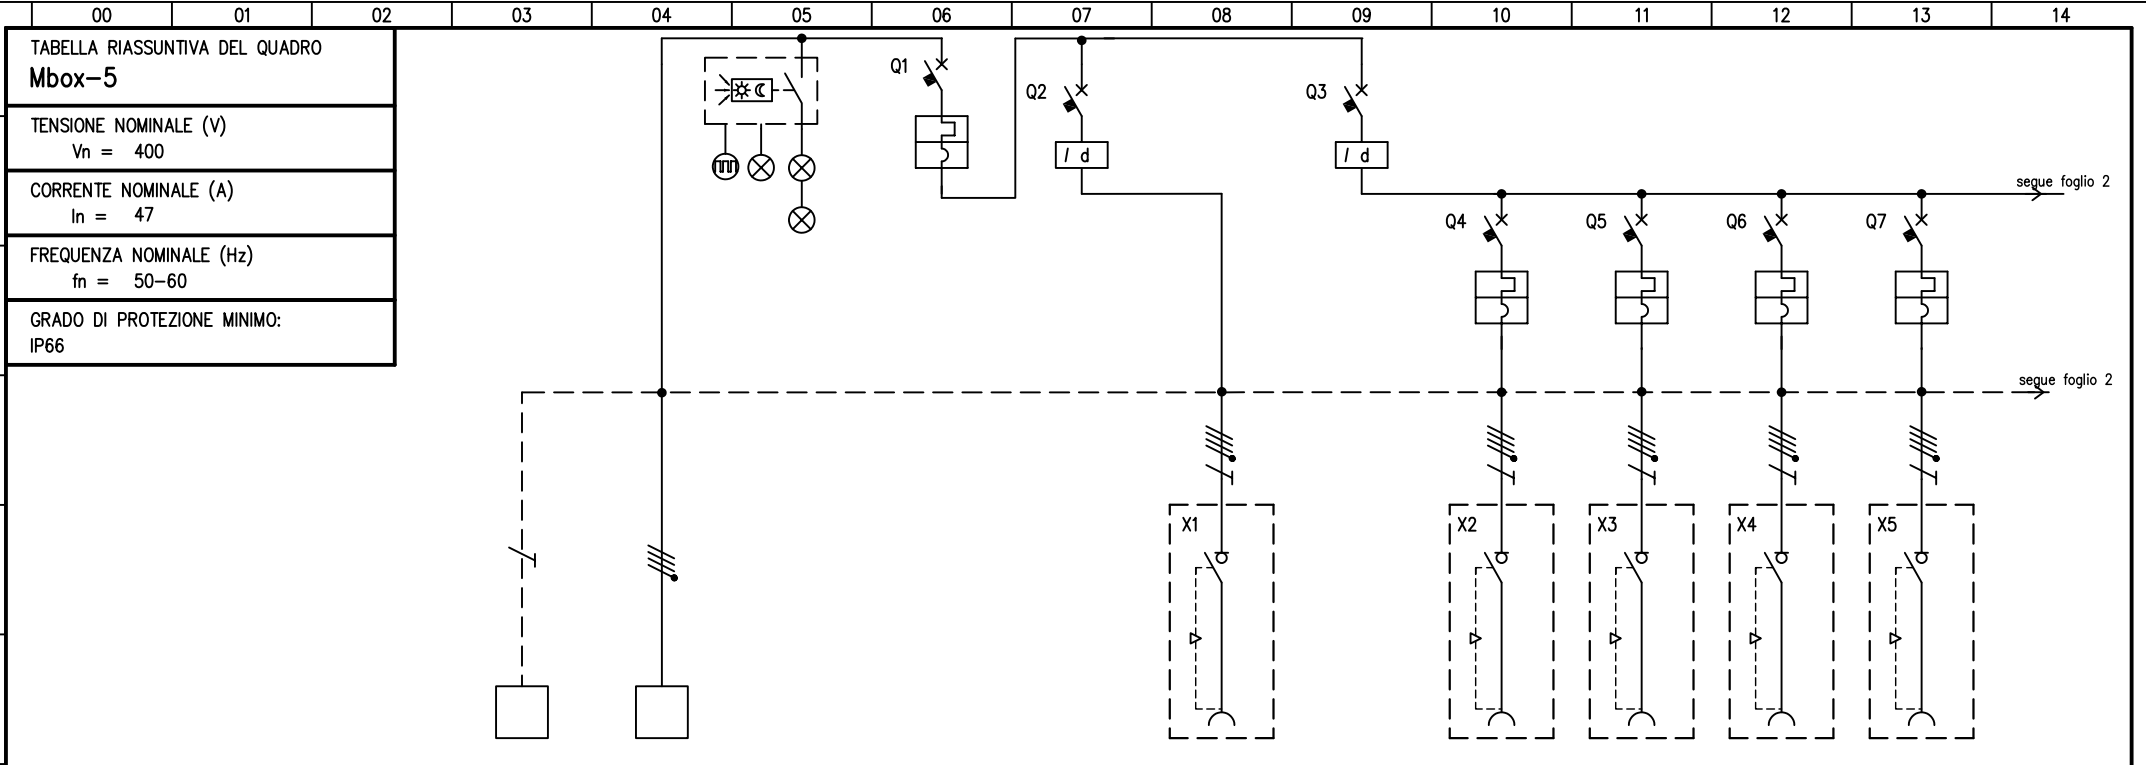 00 01 02 03 04 05 06 07 08 09 10 11 12 13 14
TABELLA RIASSUNTIVA DEL QUADRO
Mbox-5
TENSIONE NOMINALE (V)
Vn = 400
CORRENTE NOMINALE (A)
In = 47
FREQUENZA NOMINALE (Hz)
fn = 50-60
GRADO DI PROTEZIONE MINIMO:
IP66
Q1
Q2
Q3
I d
I d
segue foglio 2
Q4
Q5
Q6
Q7
segue foglio 2
X1
X2
X3
X4
X5